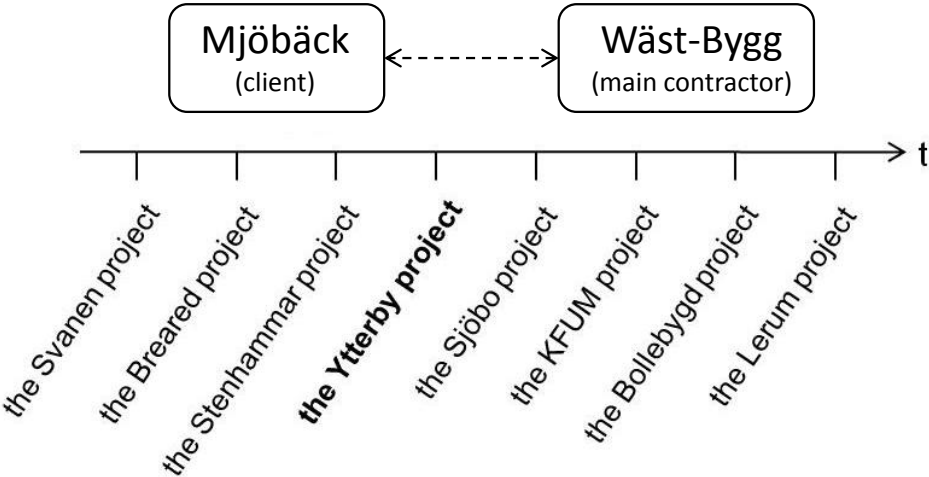 Mjöbäck
(client)
Wäst-Bygg
(main contractor)
t
the Svanen project
the Breared project
the Stenhammar project
the Ytterby project
the Sjöbo project
the KFUM project
the Bollebygd project
the Lerum project